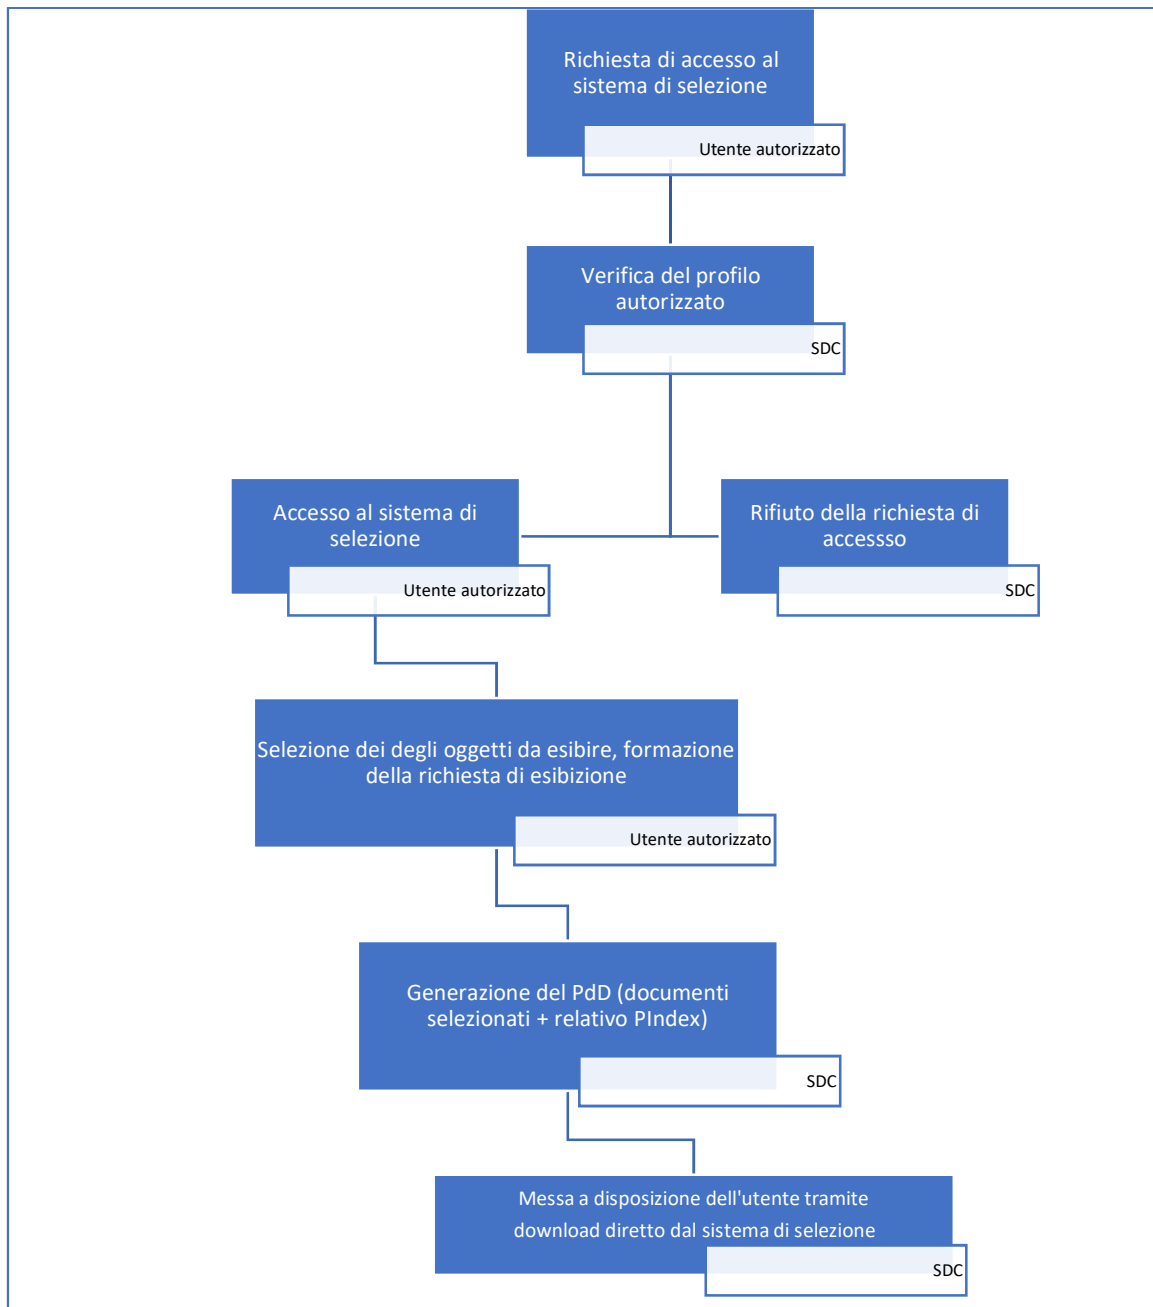 Richiesta di accesso al
sistema di selezione
Utente autorizzato
Verifica del profilo
autorizzato
SDC
Accesso al sistema di
selezione
Utente autorizzato
Rifiuto della richiesta di
accessso
SDC
Selezione dei degli oggetti da esibire, formazione
della richiesta di esibizione
Utente autorizzato
Generazione del PdD (documenti
selezionati + relativo PIndex)
SDC
Messa a disposizione dell'utente tramite
download diretto dal sistema di selezione
SDC